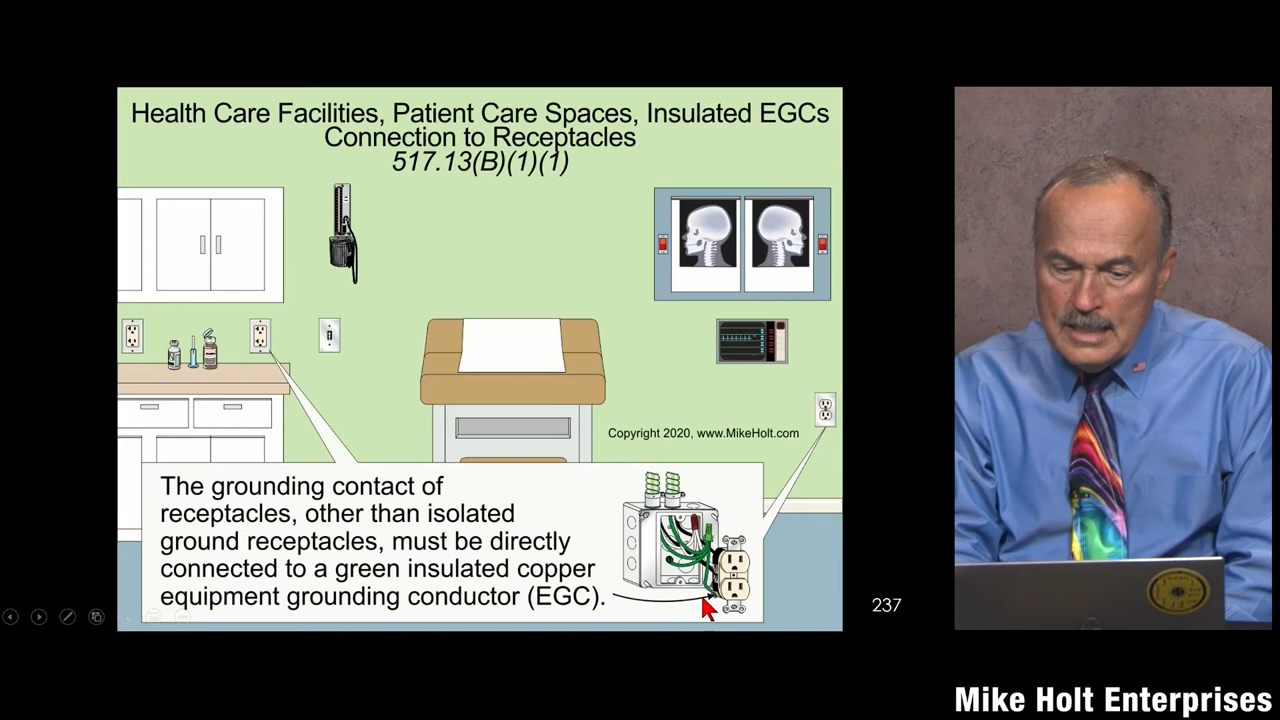 Health Care Facilities, Patient Care Spaces, Insulated EGCs
Connection to Receptacles
517.13(B)(1)(1)
Copyright 2020, www.MikeHolt.com
The grounding contact of
receptacles, other than isolated
ground receptacles, must be directly
connected to a green insulated copper
equipment grounding conductor (EGC).
237
Mike Holt Enterprises